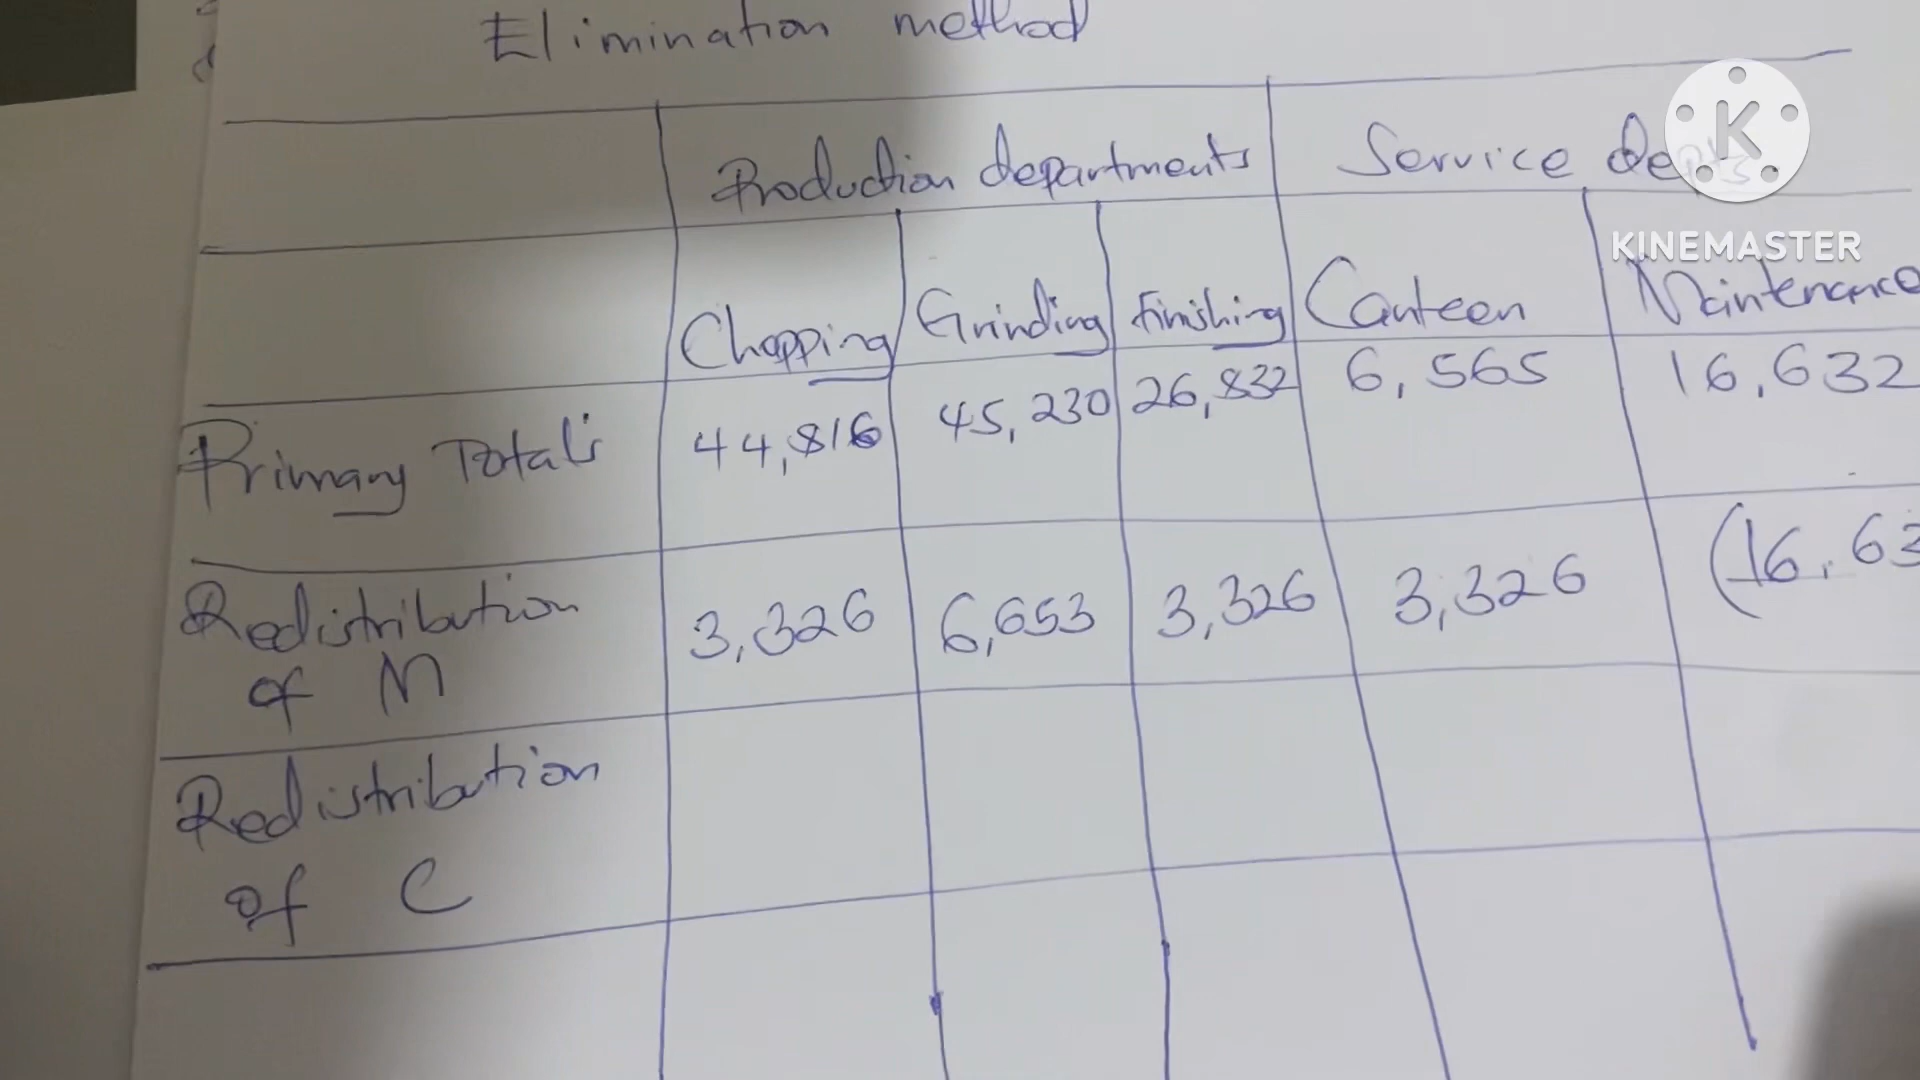 Elimination method
Production departments Service
K
KINEMASTER
Chopping Grinding Finishing Canteen Maintenance
Primary Totals 44,816 45,230 26,832 6,565 16,632
Redistribution of M 3,326 6,653 3,326 3,326 (16,63
Redistribution
of C